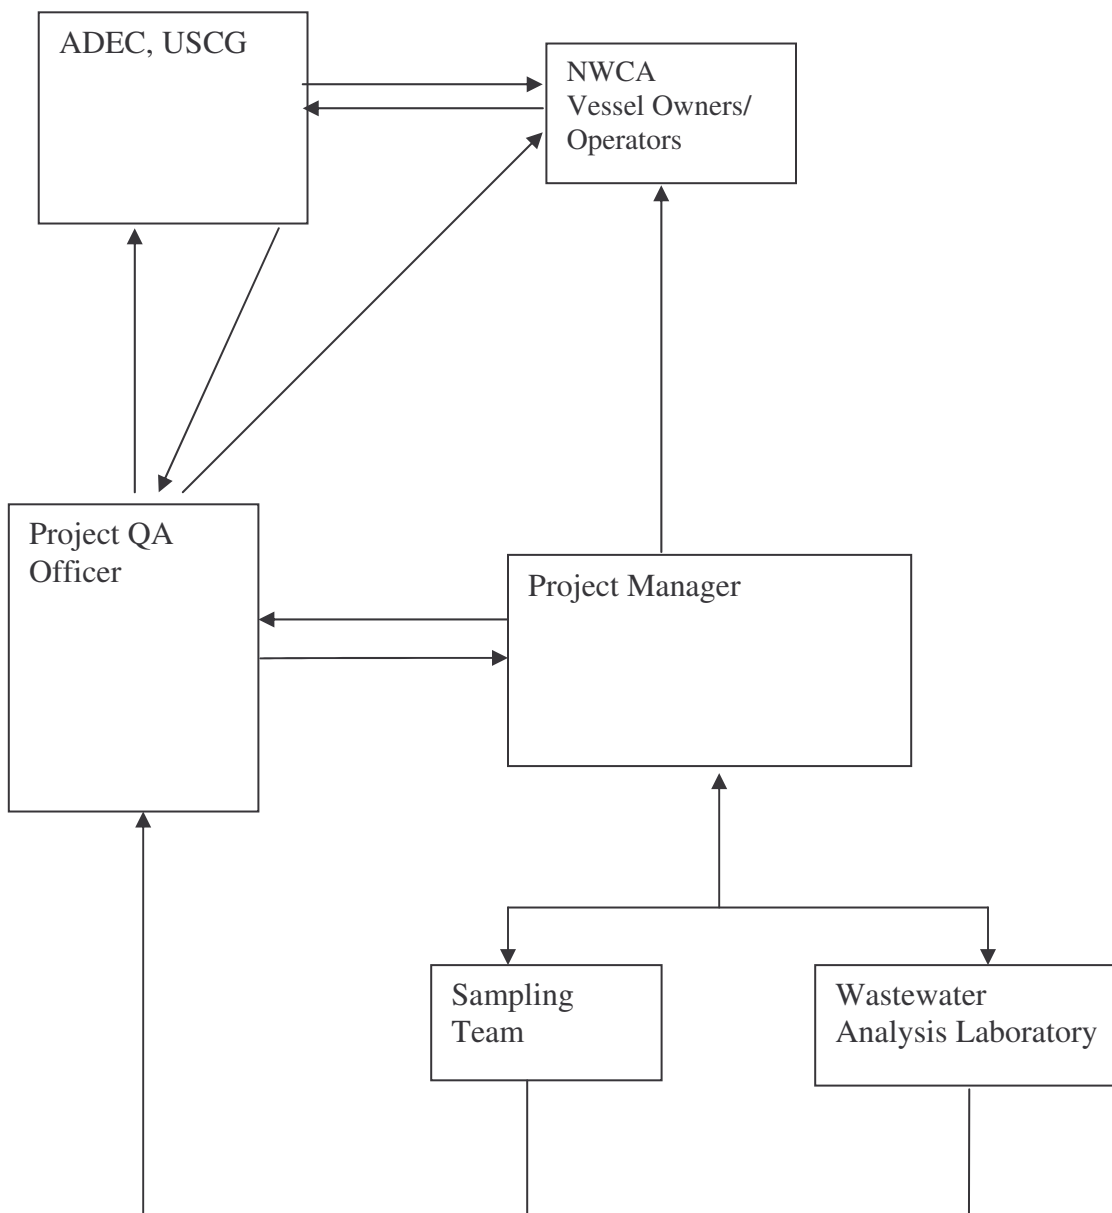 ADEC, USCG
NWCA
Vessel Owners/
Operators
Project QA
Officer
Project Manager
Sampling
Team
Wastewater
Analysis Laboratory